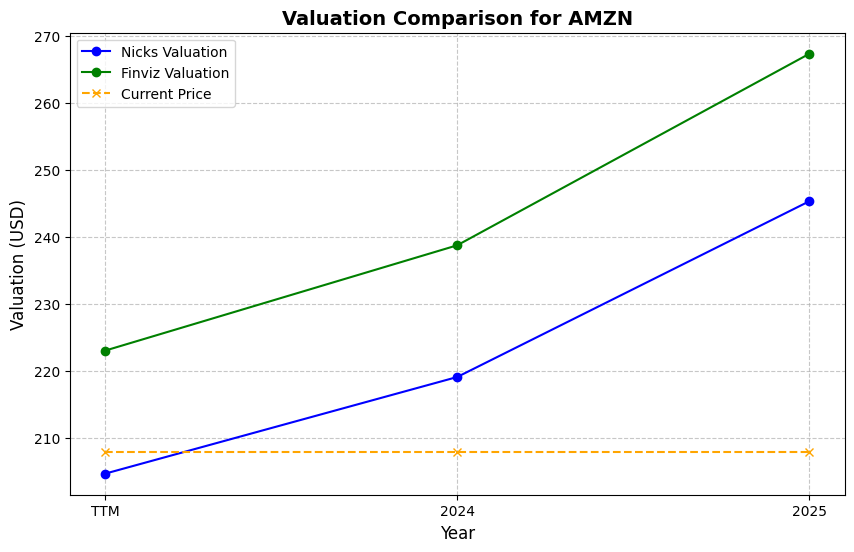 Valuation Comparison for AMZN
Nicks Valuation
Finviz Valuation
Current Price
Valuation (USD)
270
260
250
240
230
220
210
TTM
2024
2025
Year